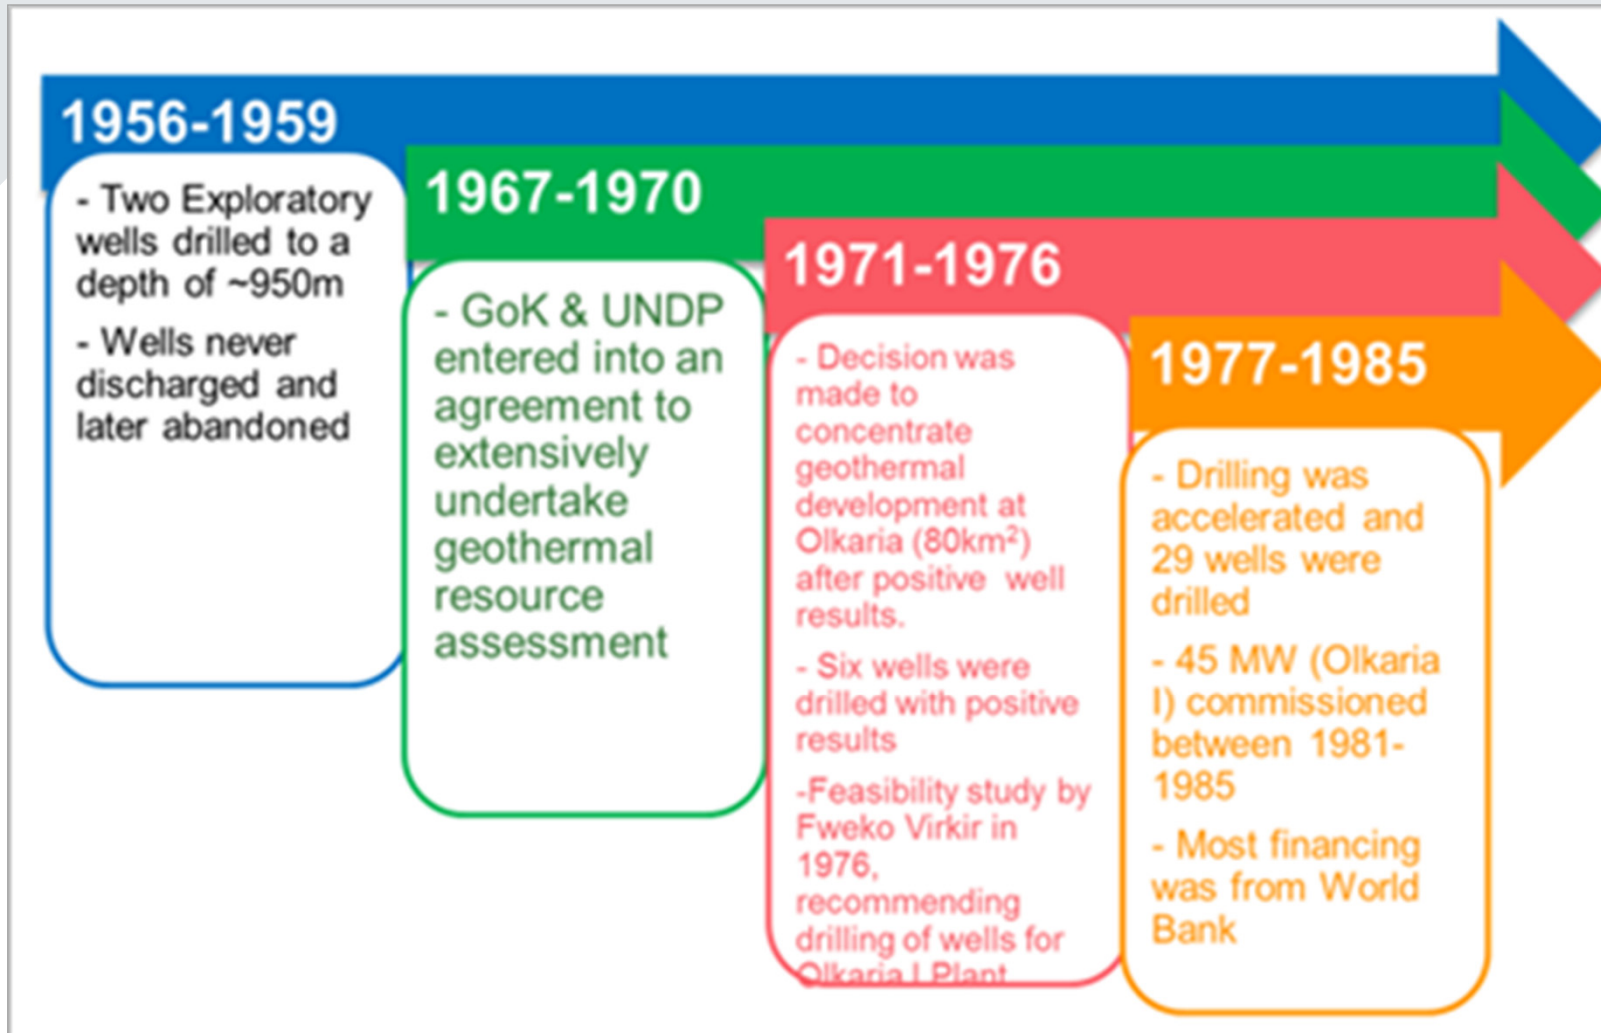 1956-1959
- Two Exploratory
wells drilled to a
depth of ~950m
- Wells never
discharged and
later abandoned
1967-1970
- GoK & UNDP
entered into an
agreement to
extensively
undertake
geothermal
resource
assessment
1971-1976
- Decision was
made to
concentrate
geothermal
development at
Olkaria (80km²)
after positive well
results.
- Six wells were
drilled with positive
results
-Feasibility study by
Fweko Virkir in
1976,
recommending
drilling of wells for
Olkaria I Plant
1977-1985
- Drilling was
accelerated and
29 wells were
drilled
- 45 MW (Olkaria
I) commissioned
between 1981-
1985
- Most financing
was from World
Bank